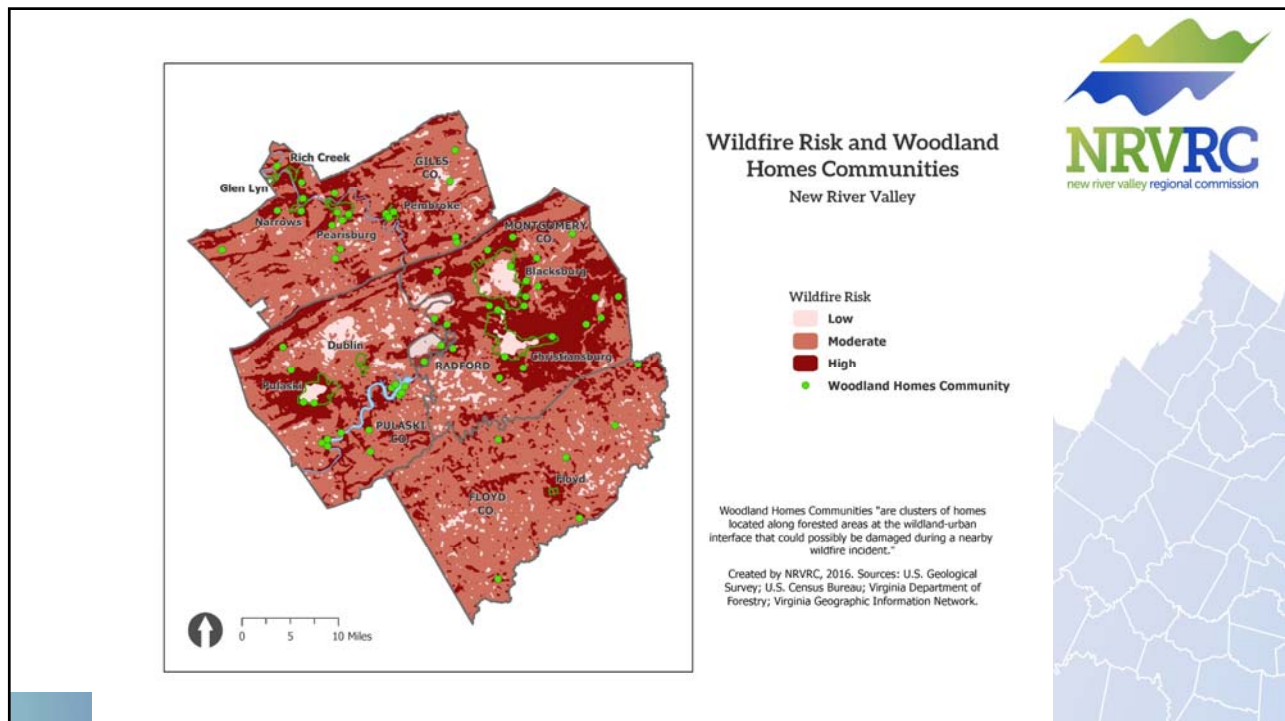 Wildfire Risk and Woodland
Homes Communities
New River Valley
NRVRC
new river valley regional commission
Rich Creek
GILES
CO.
Glen Lyn
Pembroke
Narrows
Pearisburg
MONTGOMERY
CO.
Blacksburg
Dublin
RADFORD
Christiansburg
Pulaski
PULASKI
CO.
Floyd
FLOYD
CO.
0 5 10 Miles
Wildfire Risk
Low
Moderate
High
Woodland Homes Community
Woodland Homes Communities "are clusters of homes
located along forested areas at the wildland-urban
interface that could possibly be damaged during a nearby
wildfire incident."
Created by NRVRC, 2016. Sources: U.S. Geological
Survey; U.S. Census Bureau; Virginia Department of
Forestry; Virginia Geographic Information Network.